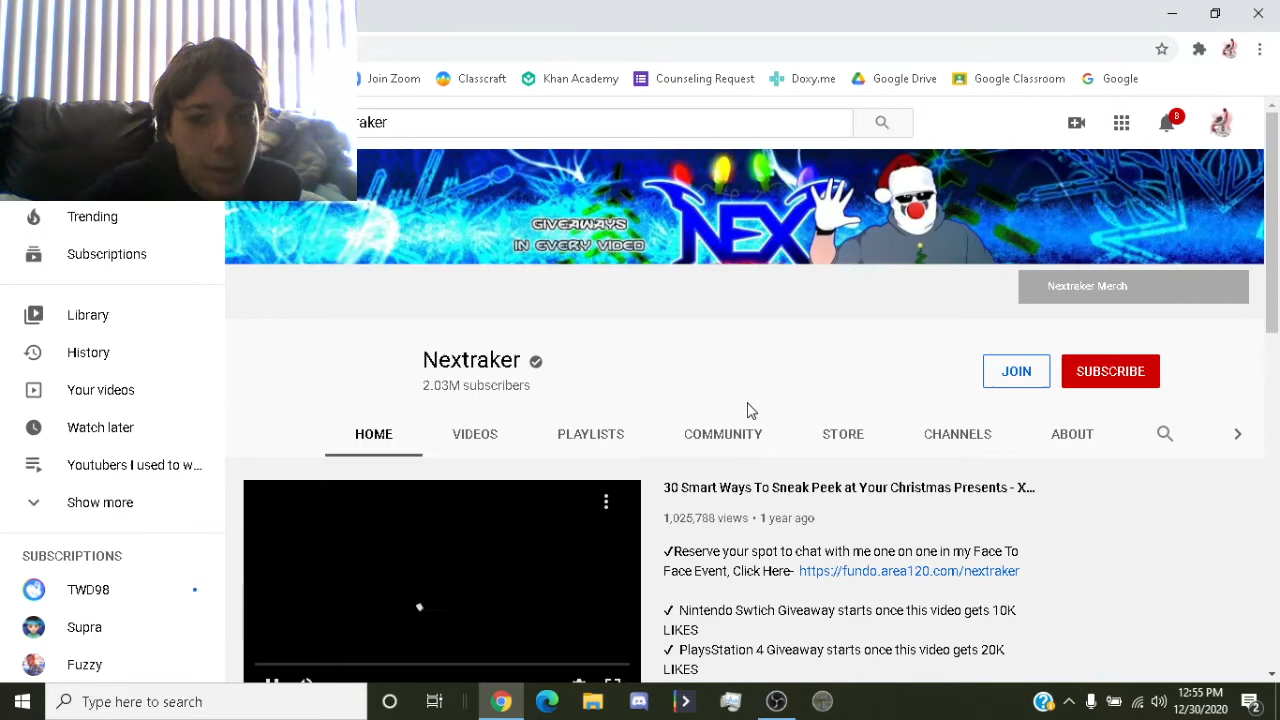 Join Zoom Classcraft Khan Academy Counseling Request Doxy.me Google Drive Google Classroom Google
aker
8
GIVEAWAYS
IN EVERY VIDEO
NEX
Nextraker Merch
Trending
Subscriptions
Library
History
Your videos
Watch later
Youtubers I used to w...
Show more
SUBSCRIPTIONS
TWD98
Supra
Fuzzy
Nextraker
2.03M subscribers
JOIN SUBSCRIBE
HOME VIDEOS PLAYLISTS COMMUNITY STORE CHANNELS ABOUT
30 Smart Ways To Sneak Peek at Your Christmas Presents - X...
1,025,788 views • 1 year ago
✓Reserve your spot to chat with me one on one in my Face To
Face Event, Click Here- https://fundo.area120.com/nextraker
✓ Nintendo Swtich Giveaway starts once this video gets 10K
LIKES
✓ PlayStation 4 Giveaway starts once this video gets 20K
LIKES
Type here to search
12:55 PM
12/30/2020
2